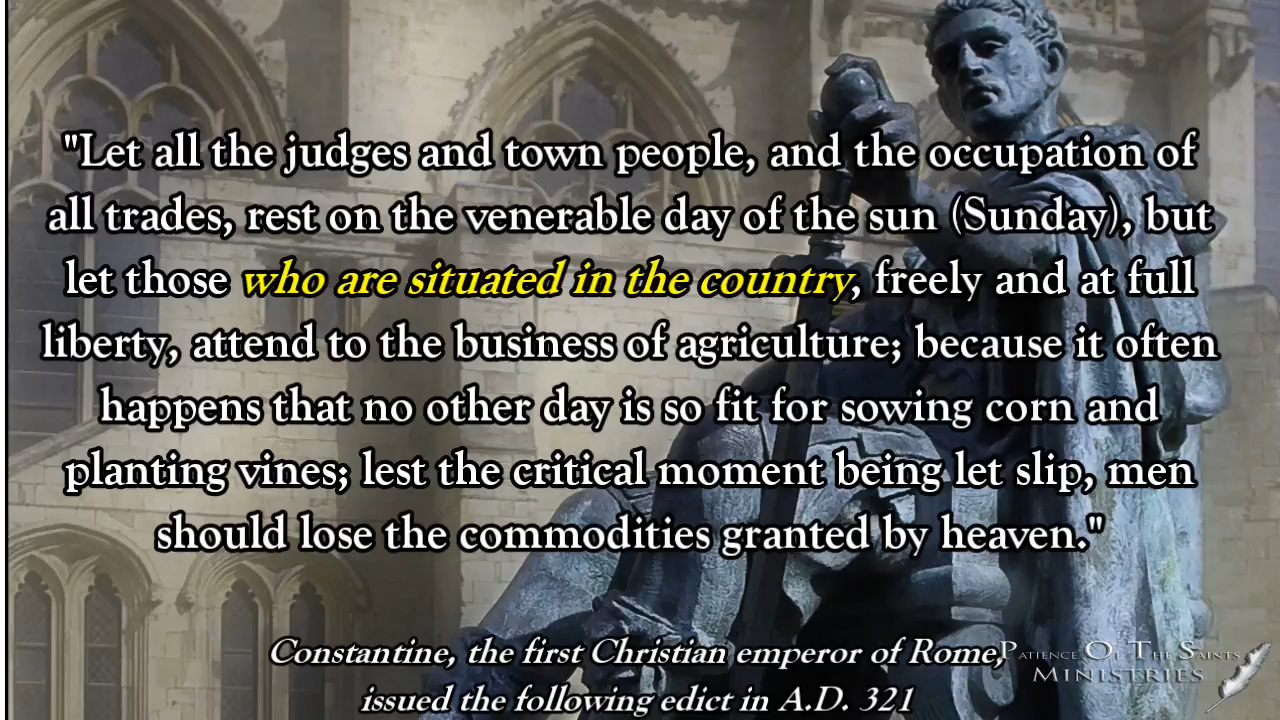 "Let all the judges and town people, and the occupation of
all trades, rest on the venerable day of the sun (Sunday), but
let those who are situated in the country, freely and at full
liberty, attend to the business of agriculture; because it often
happens that no other day is so fit for sowing corn and
planting vines; lest the critical moment being let slip, men
should lose the commodities granted by heaven."
Constantine, the first Christian emperor of Rome,
issued the following edict in A.D. 321
Patience Of The Saints
Ministries